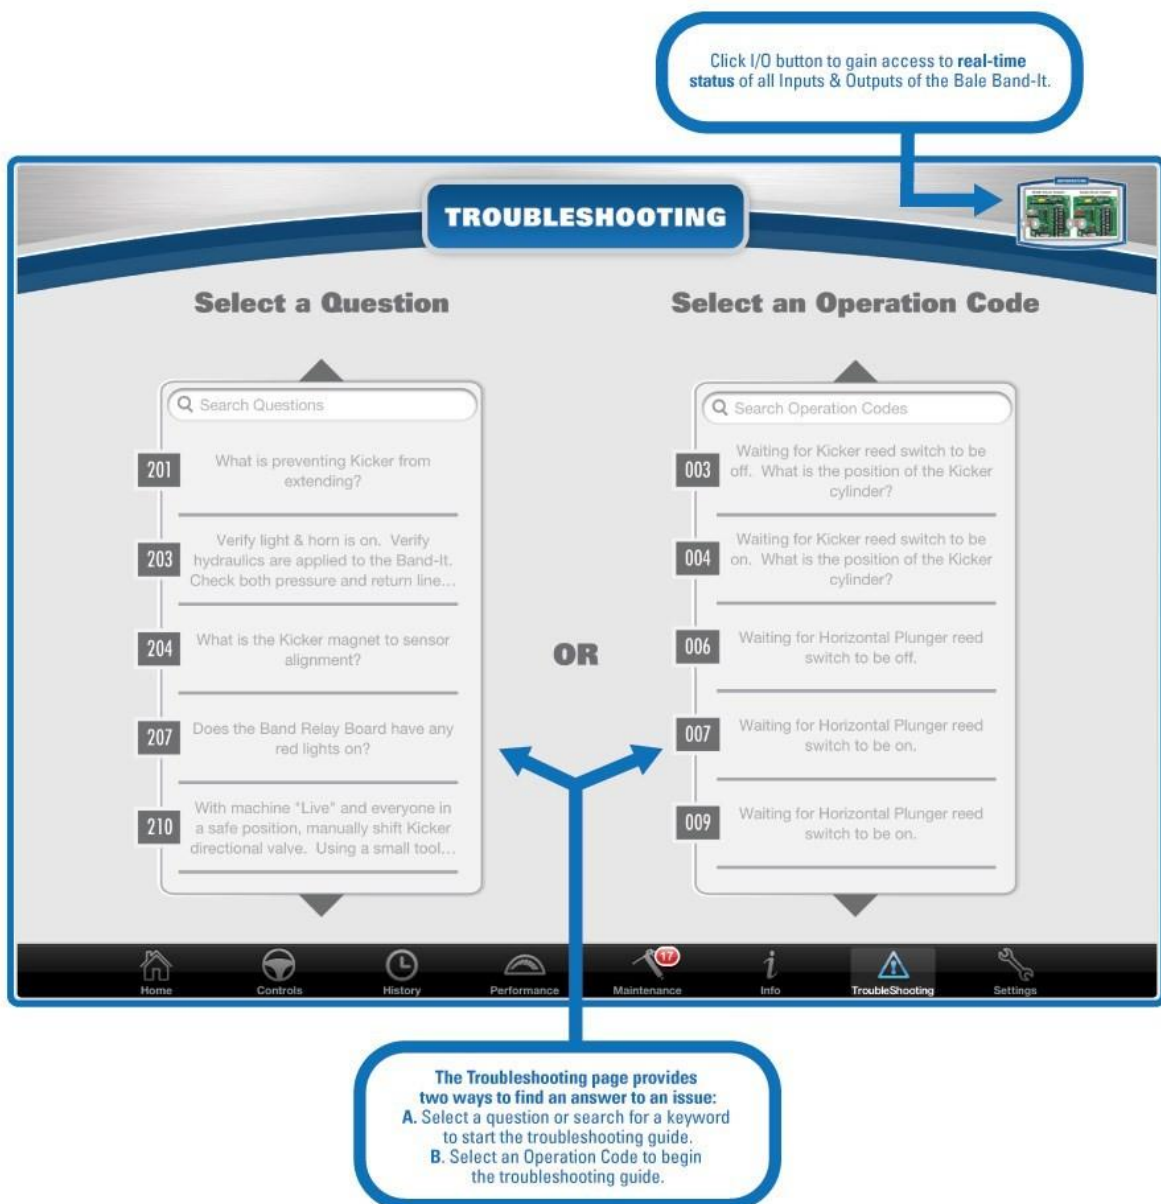 Click I/O button to gain access to real-time
status of all Inputs & Outputs of the Bale Band-It.
TROUBLESHOOTING
Select a Question
Search Questions
201
What is preventing Kicker from
extending?
203
Verify light & horn is on. Verify
hydraulics are applied to the Band-It.
Check both pressure and return line...
204
What is the Kicker magnet to sensor
alignment?
207
Does the Band Relay Board have any
red lights on?
210
With machine "Live" and everyone in
a safe position, manually shift Kicker
directional valve. Using a small tool...
OR
Select an Operation Code
Search Operation Codes
003
Waiting for Kicker reed switch to be
off. What is the position of the Kicker
cylinder?
004
Waiting for Kicker reed switch to be
on. What is the position of the Kicker
cylinder?
006
Waiting for Horizontal Plunger reed
switch to be off.
007
Waiting for Horizontal Plunger reed
switch to be on.
009
Waiting for Horizontal Plunger reed
switch to be on.
Home
Controls
History
Performance
17
Maintenance
Info
TroubleShooting
Settings
The Troubleshooting page provides
two ways to find an answer to an issue:
A. Select a question or search for a keyword
to start the troubleshooting guide.
B. Select an Operation Code to begin
the troubleshooting guide.